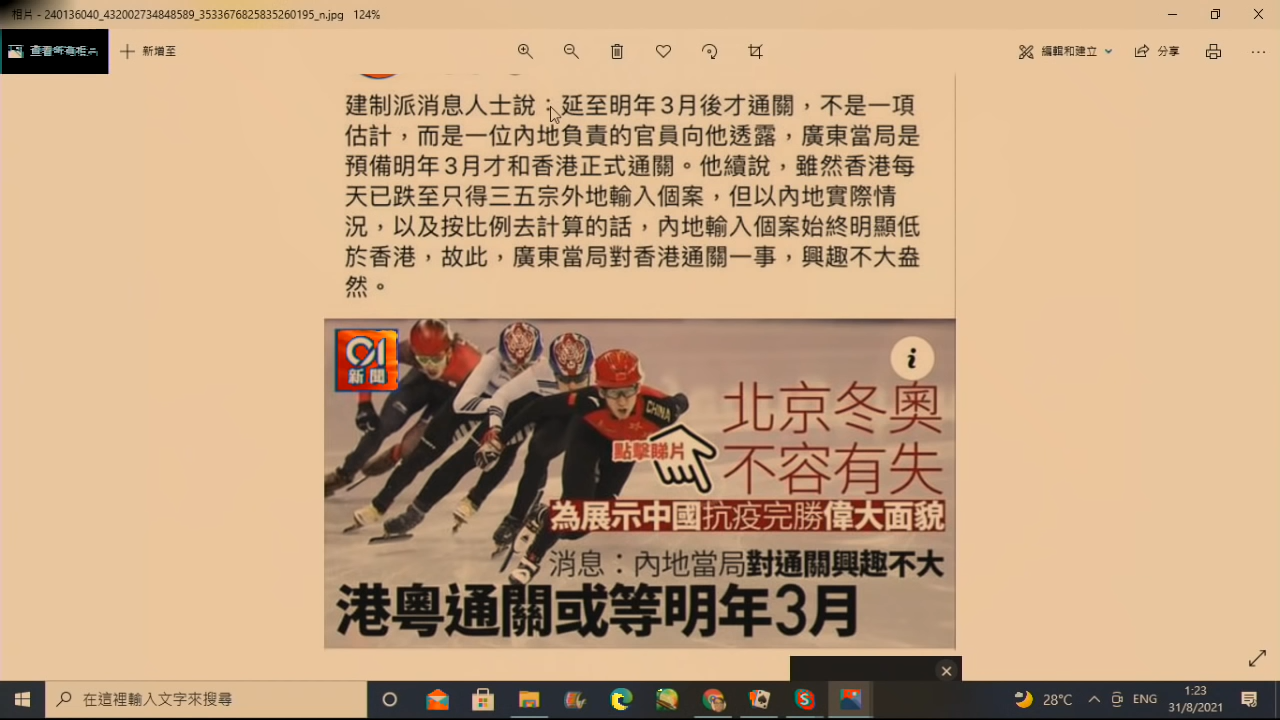 相片 - 240136040_432002734848589_3533676825835260195_n.jpg 124%
查看所有相片 新增至 編輯和建立 分享
建制派消息人士說：延至明年3月後才通關，不是一項
估計，而是一位內地負責的官員向他透露，廣東當局是
預備明年3月才和香港正式通關。他續說，雖然香港每
天已跌至只得三五宗外地輸入個案，但以內地實際情
況，以及按比例去計算的話，內地輸入個案始終明顯低
於香港，故此，廣東當局對香港通關一事，興趣不大盎
然。
01
新聞
i
CHINA
北京冬奧
點擊睇片
不容有失
為展示中國抗疫完勝偉大面貌
消息：內地當局對通關興趣不大
港粵通關或等明年3月
在這裡輸入文字來搜尋
28°C ENG 1:23
31/8/2021